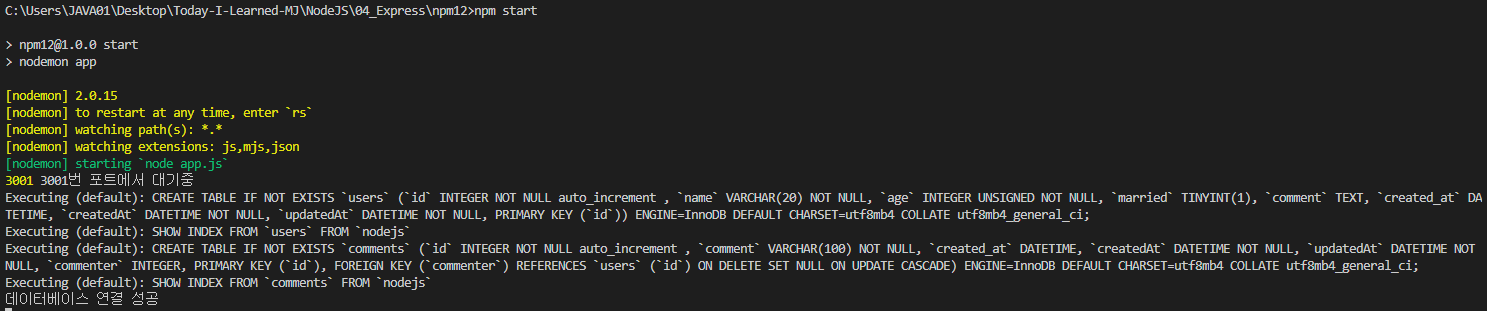 C:\Users\JAVA01\Desktop\Today-I-Learned-MJ\NodeJS\04_Express\npm12>npm start
> npm12@1.0.0 start
> nodemon app
[nodemon] 2.0.15
[nodemon] to restart at any time, enter `rs`
[nodemon] watching path(s): *.*
[nodemon] watching extensions: js,mjs,json
[nodemon] starting `node app.js`
3001 3001번 포트에서 대기중
Executing (default): CREATE TABLE IF NOT EXISTS `users` (`id` INTEGER NOT NULL auto_increment , `name` VARCHAR(20) NOT NULL, `age` INTEGER UNSIGNED NOT NULL, `married` TINYINT(1), `comment` TEXT, `created_at` DA
TETIME, `createdAt` DATETIME NOT NULL, `updatedAt` DATETIME NOT NULL, PRIMARY KEY (`id`)) ENGINE=InnoDB DEFAULT CHARSET=utf8mb4 COLLATE utf8mb4_general_ci;
Executing (default): SHOW INDEX FROM `users` FROM `nodejs`
Executing (default): CREATE TABLE IF NOT EXISTS `comments` (`id` INTEGER NOT NULL auto_increment , `comment` VARCHAR(100) NOT NULL, `created_at` DATETIME, `createdAt` DATETIME NOT NULL, `updatedAt` DATETIME NOT
NULL, `commenter` INTEGER, PRIMARY KEY (`id`), FOREIGN KEY (`commenter`) REFERENCES `users` (`id`) ON DELETE SET NULL ON UPDATE CASCADE) ENGINE=InnoDB DEFAULT CHARSET=utf8mb4 COLLATE utf8mb4_general_ci;
Executing (default): SHOW INDEX FROM `comments` FROM `nodejs`
데이터베이스 연결 성공